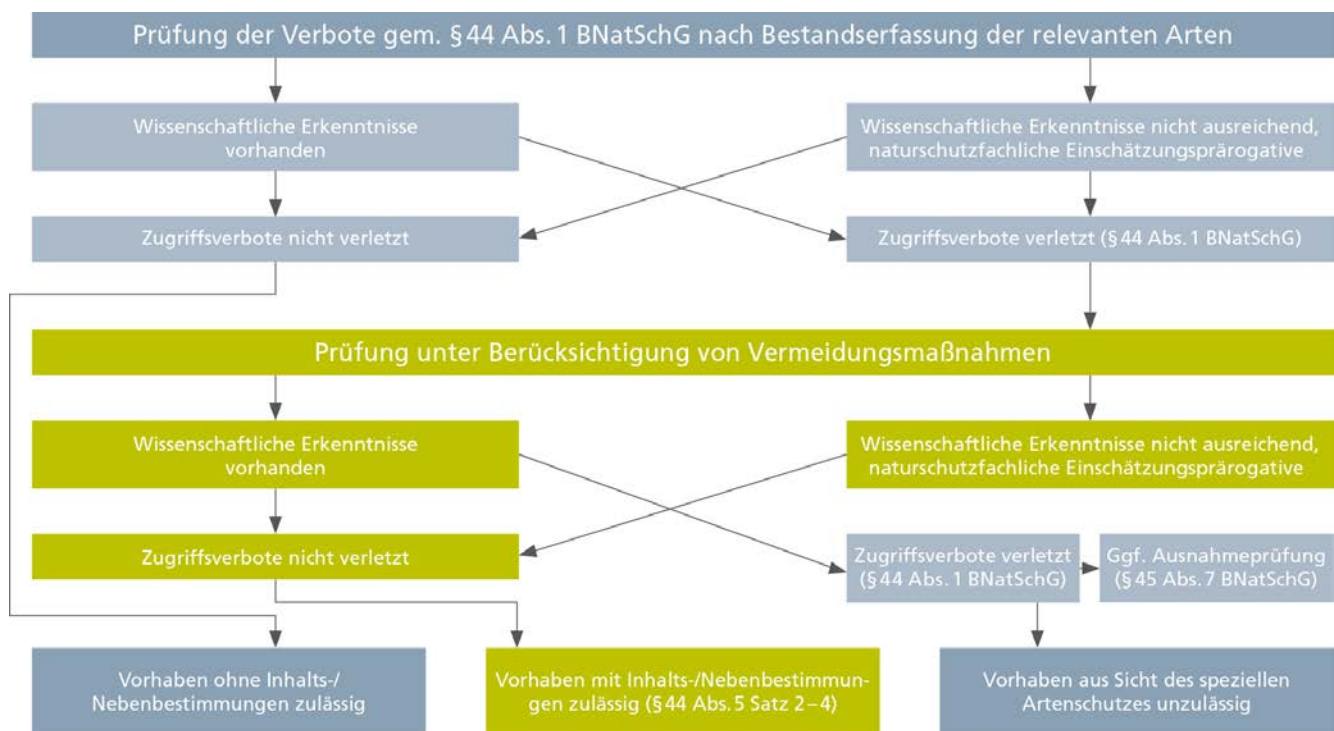 Prüfung der Verbote gem. §44 Abs. 1 BNatSchG nach Bestandserfassung der relevanten Arten
Wissenschaftliche Erkenntnisse
vorhanden
Wissenschaftliche Erkenntnisse nicht ausreichend,
naturschutzfachliche Einschätzungsprärogative
Zugriffsverbote nicht verletzt
Zugriffsverbote verletzt (§44 Abs. 1 BNatSchG)
Prüfung unter Berücksichtigung von Vermeidungsmaßnahmen
Wissenschaftliche Erkenntnisse
vorhanden
Wissenschaftliche Erkenntnisse nicht ausreichend,
naturschutzfachliche Einschätzungsprärogative
Zugriffsverbote nicht verletzt
Zugriffsverbote verletzt
(§44 Abs. 1 BNatSchG)
Ggf. Ausnahmeprüfung
(§45 Abs. 7 BNatSchG)
Vorhaben ohne Inhalts-/
Nebenbestimmungen zulässig
Vorhaben mit Inhalts-/Nebenbestimmun-
gen zulässig (§44 Abs. 5 Satz 2–4)
Vorhaben aus Sicht des speziellen
Artenschutzes unzulässig